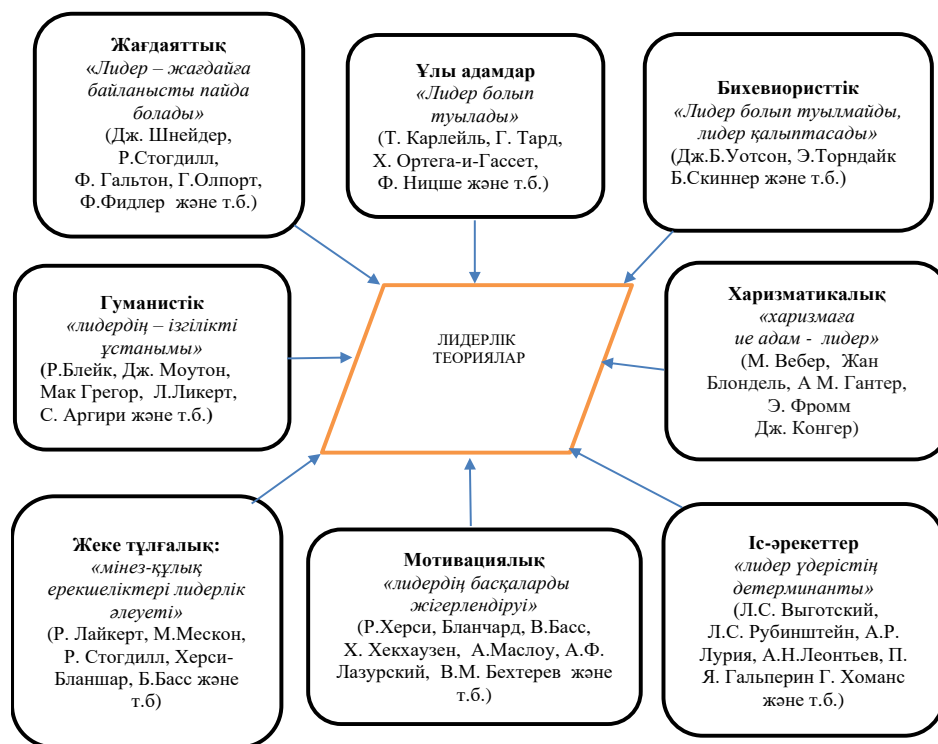 Жағдаяттық
«Лидер – жағдайға
байланысты пайда
болады»
(Дж. Шнейдер,
Р.Стогдилл,
Ф. Гальтон, Г.Олпорт,
Ф.Фидлер және т.б.)
Ұлы адамдар
«Лидер болып
туылады»
(Т. Карлейль, Г. Тард,
Х. Ортега-и-Гассет,
Ф. Ницше және т.б.)
Бихевиористтік
«Лидер болып туылмайды,
лидер қалыптасады»
(Дж.Б.Уотсон, Э.Торндайк
Б.Скиннер және т.б.)
Гуманистік
«лидердің – ізгілікті
ұстанымы»
(Р.Блейк, Дж. Моутон,
Мак Грегор, Л.Ликерт,
С. Аргири және т.б.)
ЛИДЕРЛІК
ТЕОРИЯЛАР
Харизматикалық
«харизмаға
ие адам - лидер»
(М. Вебер, Жан
Блондель, А М. Гантер,
Э. Фромм
Дж. Конгер)
Жеке тұлғалық:
«мінез-құлық
ерекшеліктері лидерлік
әлеуеті»
(Р. Лайкерт, М.Мескон,
Р. Стогдилл, Херси-
Бланшар, Б.Басс және
т.б)
Мотивациялық
«лидердің басқаларды
жігерлендіруі»
(Р.Херси, Бланчард, В.Басс,
Х. Хекхаузен, А.Маслоу, А.Ф.
Лазурский, В.М. Бехтерев және
т.б.)
Іс-әрекеттер
«лидер үдерістің
детерминанты»
(Л.С. Выготский,
Л.С. Рубинштейн, А.Р.
Лурия, А.Н.Леонтьев, П.
Я. Гальперин Г. Хоманс
және т.б.)